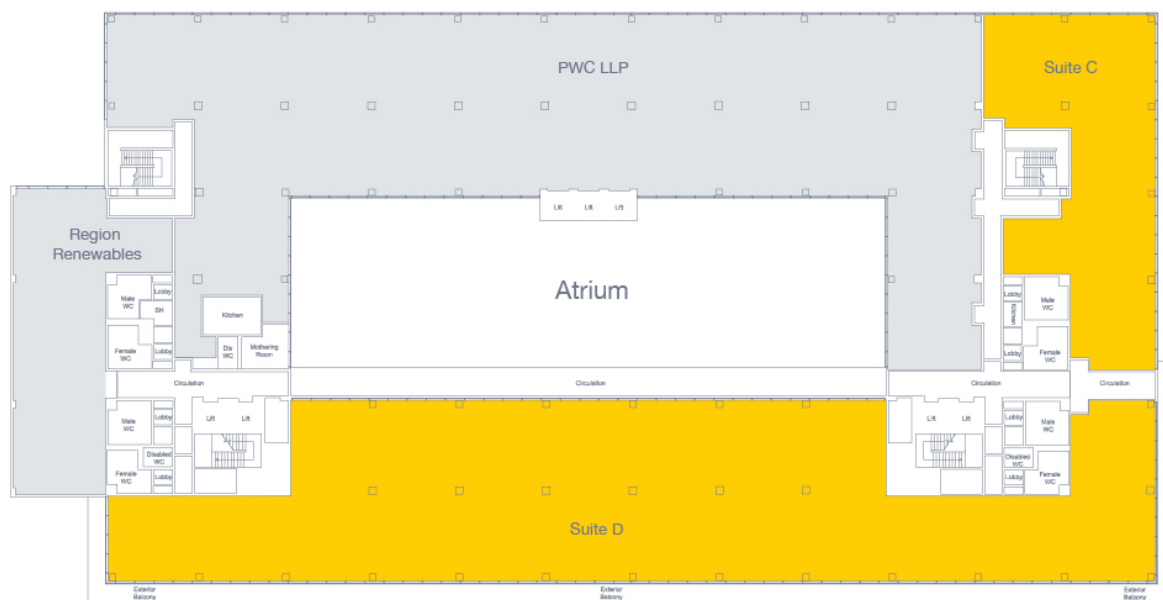 PWC LLP
Suite C
Lift
Lift
Lift
Region
Renewables
Atrium
Male
WC
Lobby
SH
Kitchen
Female
WC
Lobby
Dis
WC
Mothering
Room
Lobby
Kitchen
Male
WC
Lobby
Female
WC
Circulation
Circulation
Circulation
Circulation
Male
WC
Lobby
Lift
Lift
Disabled
WC
Female
WC
Lobby
Lift
Lift
Lobby
Male
WC
Disabled
WC
Lobby
Female
WC
Suite D
Exterior
Balcony
Exterior
Balcony
Exterior
Balcony